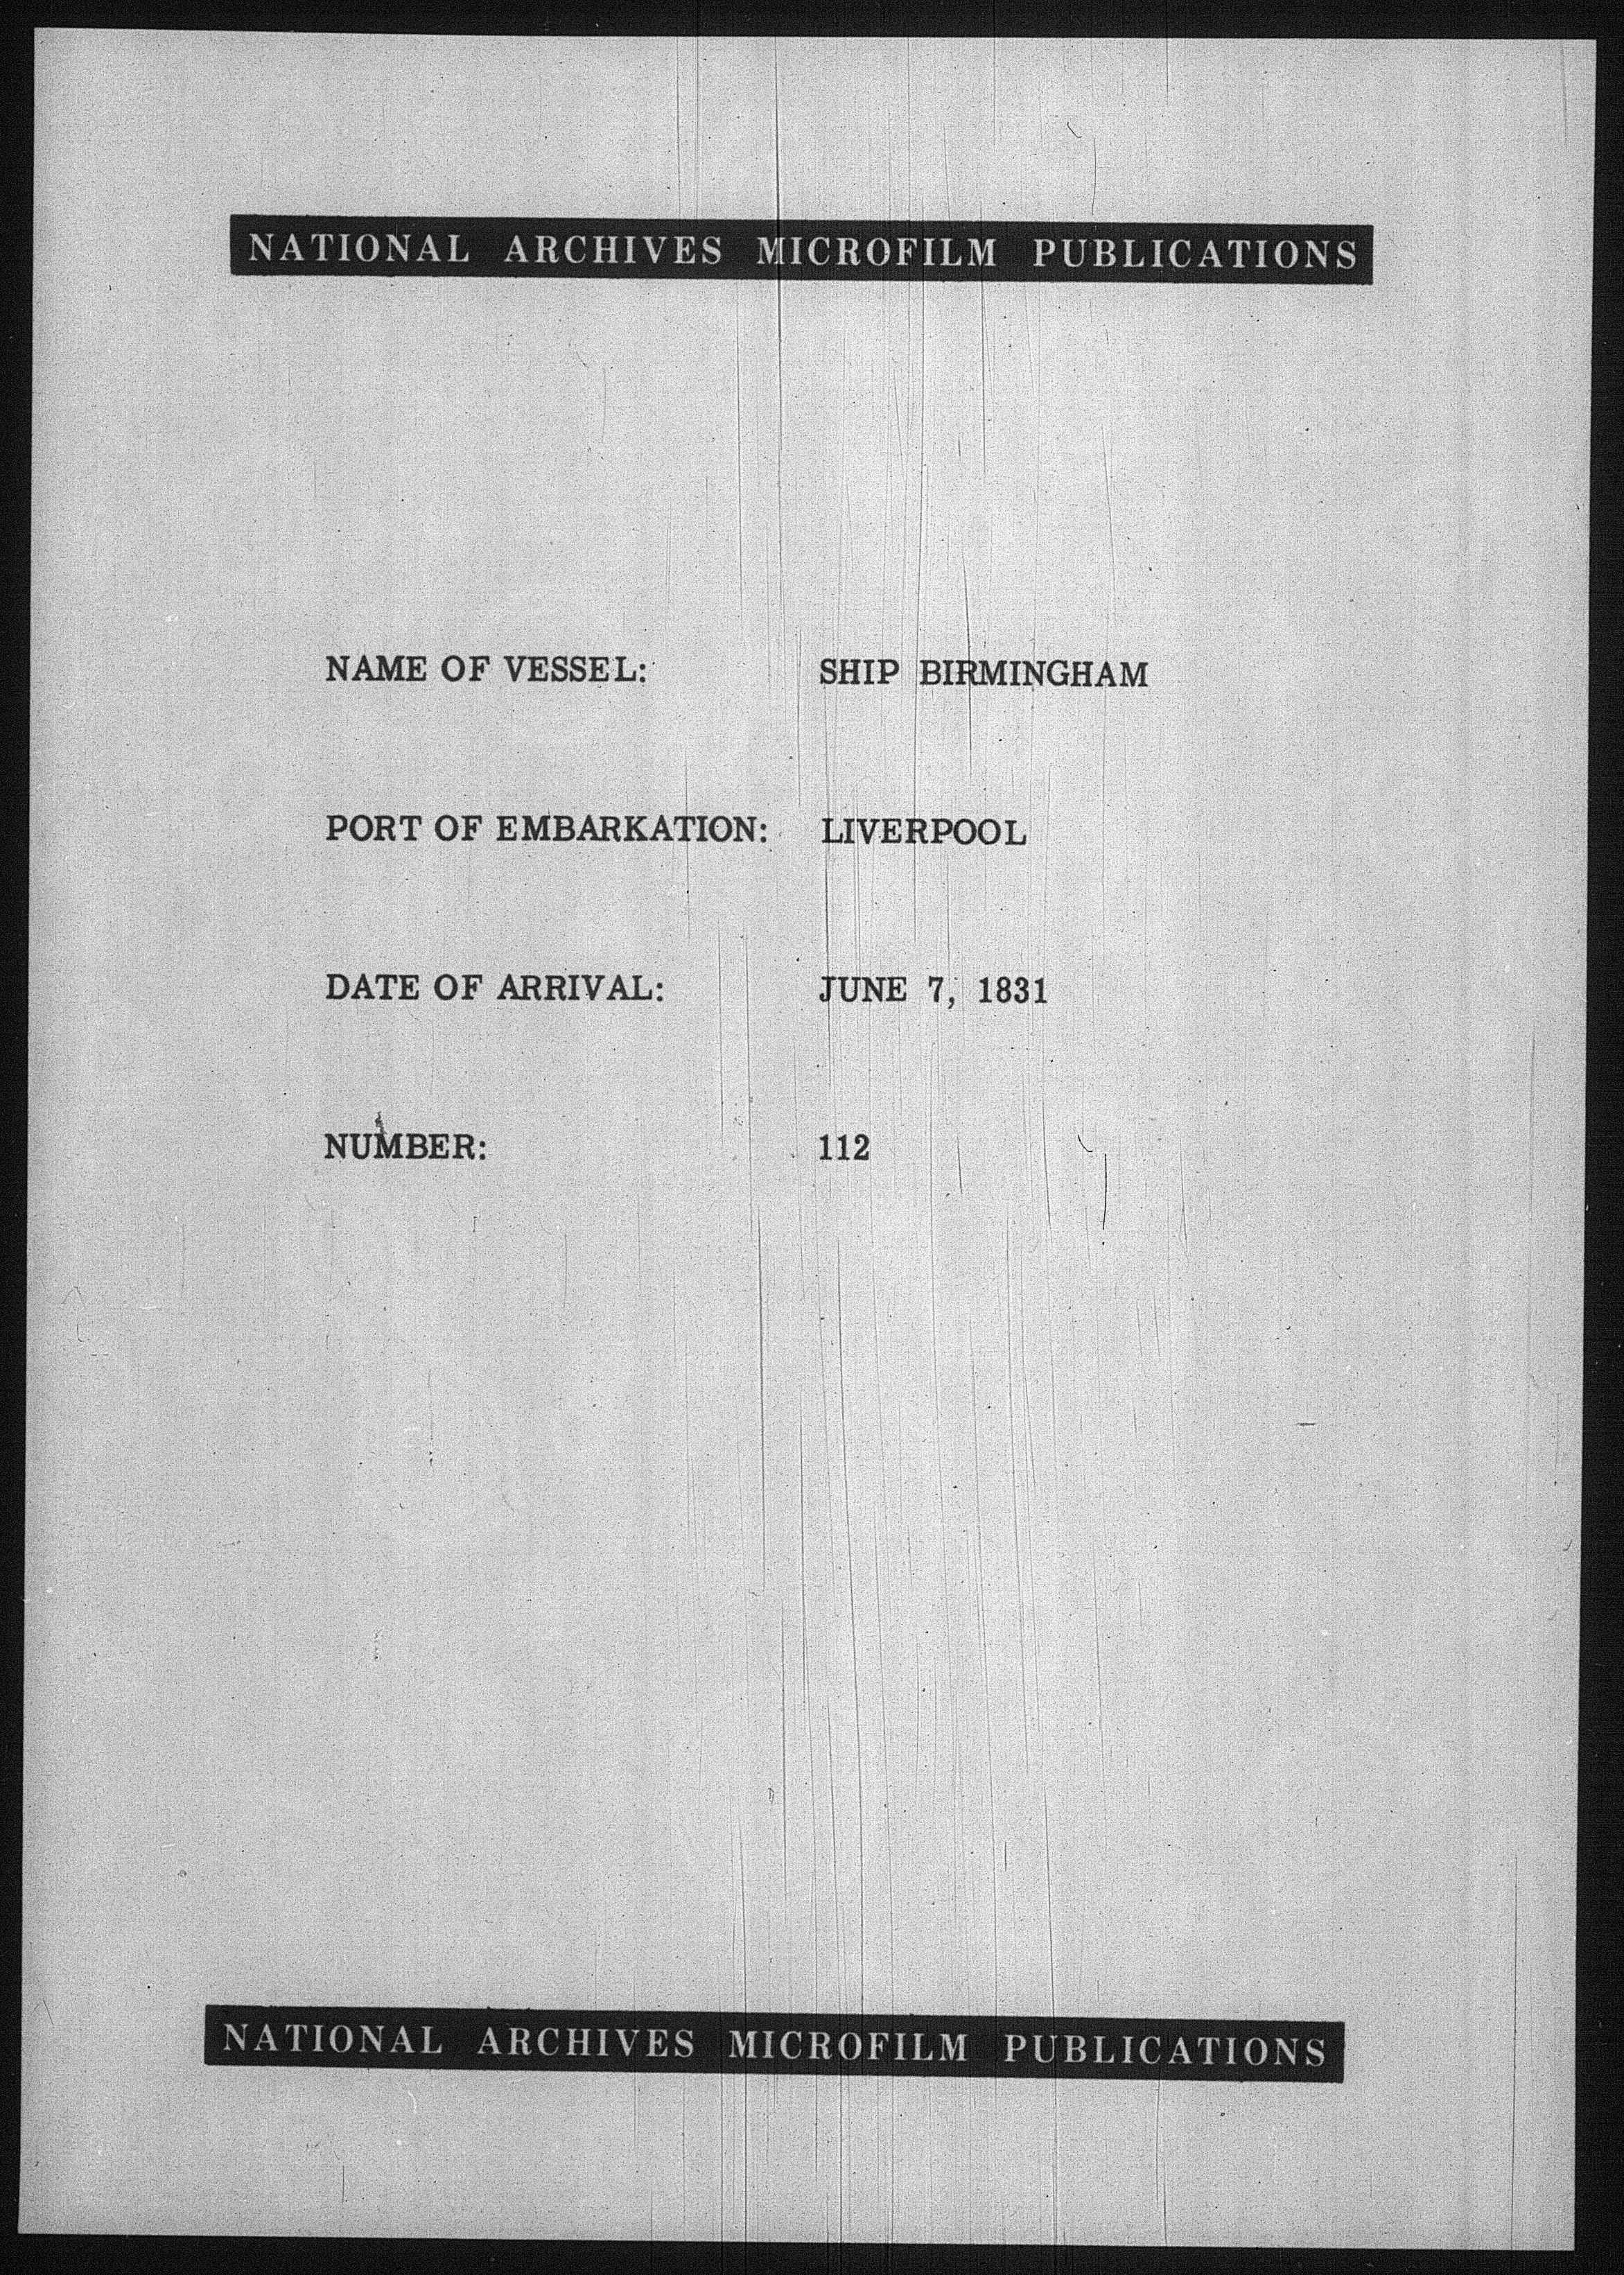 NATIONAL ARCHIVES MICROFILM PUBLICATIONS
NAME OF VESSEL: SHIP BIRMINGHAM
PORT OF EMBARKATION: LIVERPOOL
DATE OF ARRIVAL: JUNE 7, 1831
NUMBER: 112
NATIONAL ARCHIVES MICROFILM PUBLICATIONS